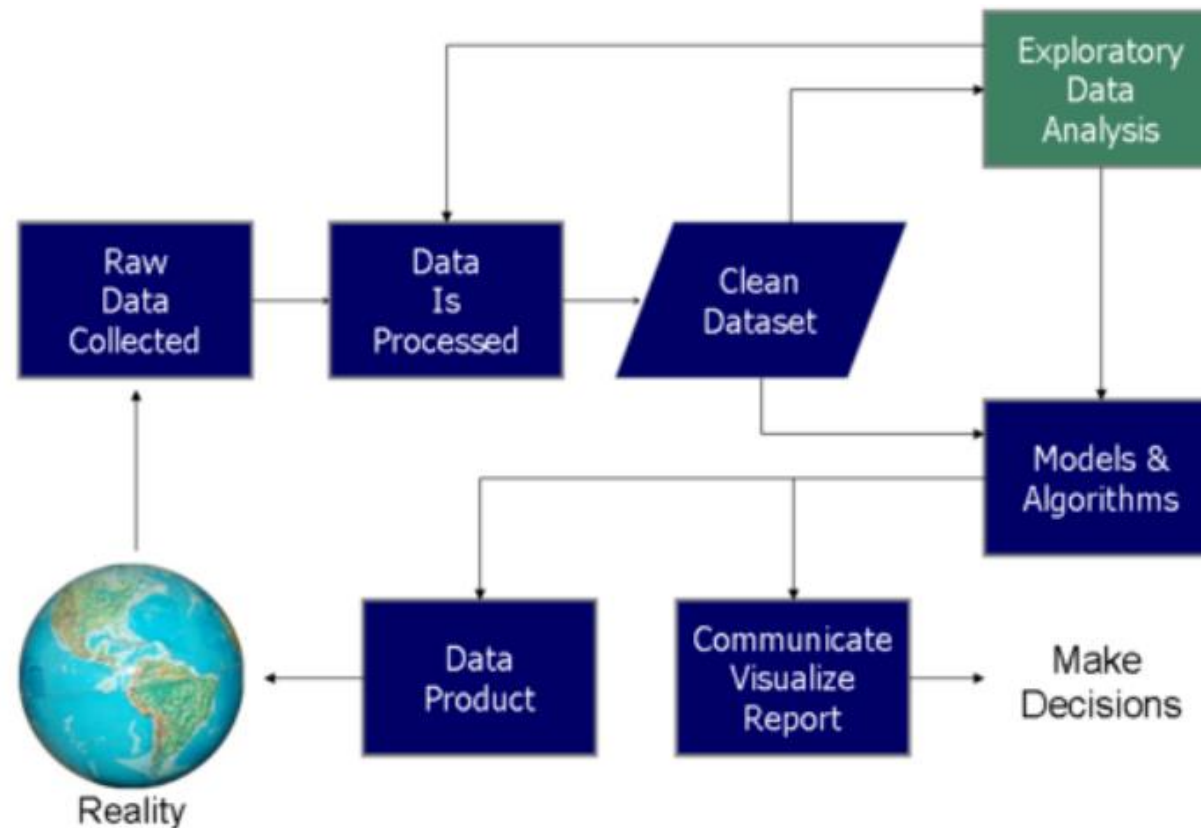 Exploratory
Data
Analysis
Raw
Data
Collected
Data
Is
Processed
Clean
Dataset
Models &
Algorithms
Data
Product
Communicate
Visualize
Report
Make
Decisions
Reality